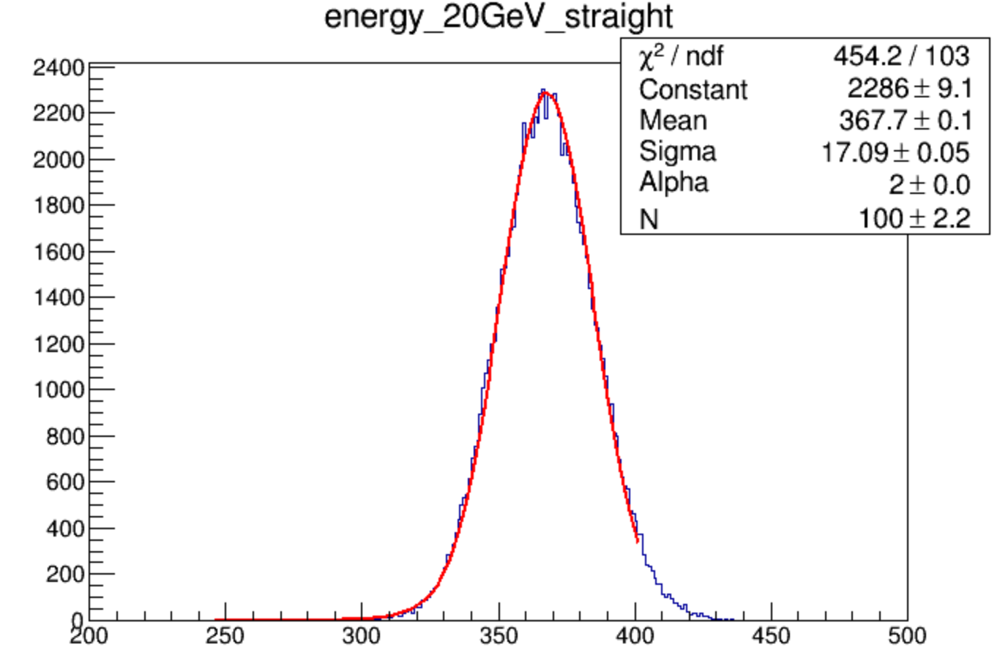 energy_20GeV_straight
χ² / ndf 454.2 / 103
Constant 2286 ± 9.1
Mean 367.7 ± 0.1
Sigma 17.09 ± 0.05
Alpha 2 ± 0.0
N 100 ± 2.2
2400
2200
2000
1800
1600
1400
1200
1000
800
600
400
200
0
200 250 300 350 400 450 500